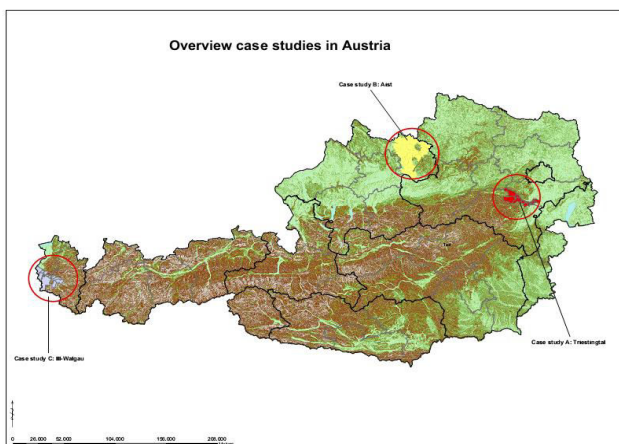 Overview case studies in Austria
Case study B: Aist
Case study A: Triestingtal
Case study C: Ill-Walgau
0 26.000 52.000 104.000 156.000 208.000